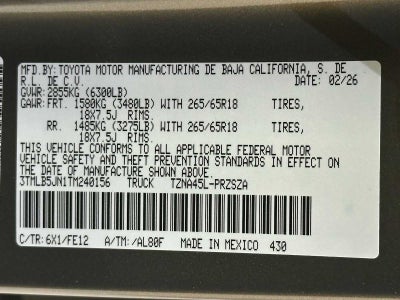 MFD.BY:TOYOTA MOTOR MANUFACTURING DE BAJA CALIFORNIA, S. DE
R.L. DE C.V. DATE: 02/26
GVWR: 2855KG (6300LB)
GAWR: FRT. 1580KG (3480LB) WITH 265/65R18 TIRES,
18X7.5J RIMS.
RR. 1485KG (3275LB) WITH 265/65R18 TIRES,
18X7.5J RIMS.
THIS VEHICLE CONFORMS TO ALL APPLICABLE FEDERAL MOTOR
VEHICLE SAFETY AND THEFT PREVENTION STANDARDS IN EFFECT ON
THE DATE OF MANUFACTURE SHOWN ABOVE.
3TMLB5JN1TM240156 TRUCK TZNA45L-PRZSZA
C/TR: 6X1/FE12 A/TM: /AL80F MADE IN MEXICO 430